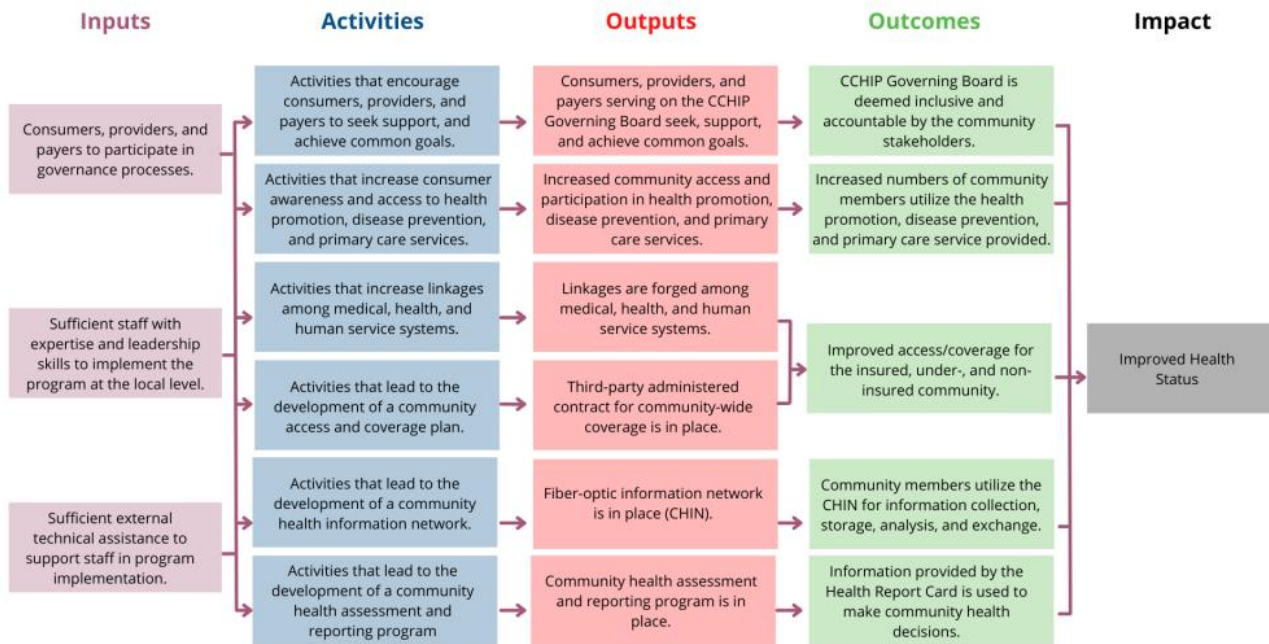 Inputs
Activities
Outputs
Outcomes
Impact
Consumers, providers, and
payers to participate in
governance processes.
Sufficient staff with
expertise and leadership
skills to implement the
program at the local level.
Sufficient external
technical assistance to
support staff in program
implementation.
Activities that encourage
consumers, providers, and
payers to seek support, and
achieve common goals.
Activities that increase consumer
awareness and access to health
promotion, disease prevention,
and primary care services.
Activities that increase linkages
among medical, health, and
human service systems.
Activities that lead to the
development of a community
access and coverage plan.
Activities that lead to the
development of a community
health information network.
Activities that lead to the
development of a community
health assessment and
reporting program
Consumers, providers, and
payers serving on the CCHIP
Governing Board seek, support,
and achieve common goals.
Increased community access and
participation in health promotion,
disease prevention, and primary
care services.
Linkages are forged among
medical, health, and human
service systems.
Third-party administered
contract for community-wide
coverage is in place.
Fiber-optic information network
is in place (CHIN).
Community health assessment
and reporting program is in
place.
CCHIP Governing Board is
deemed inclusive and
accountable by the community
stakeholders.
Increased numbers of community
members utilize the health
promotion, disease prevention,
and primary care service provided.
Improved access/coverage for
the insured, under-, and non-
insured community.
Community members utilize the
CHIN for information collection,
storage, analysis, and exchange.
Information provided by the
Health Report Card is used to
make community health
decisions.
Improved Health
Status